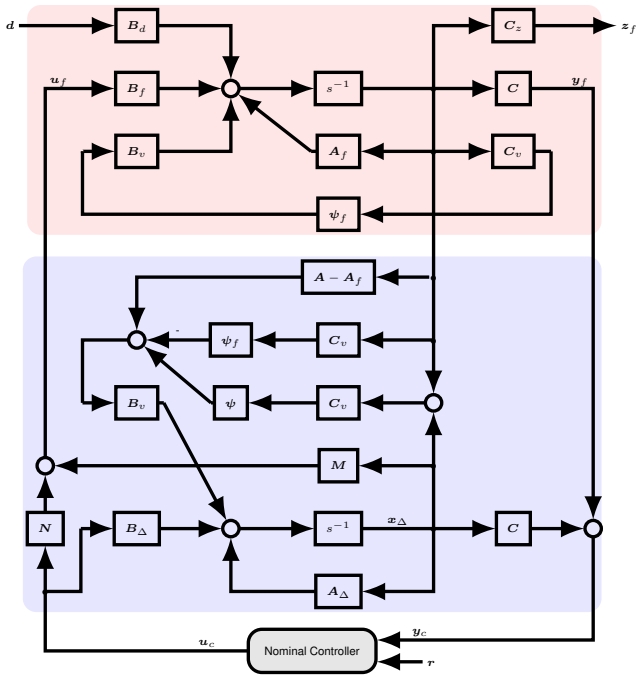 d B_d C_z z_f
u_f B_f s⁻¹ C y_f
B_v A_f C_v
ψ_f
A − A_f
- ψ_f C_v
B_v ψ C_v
M
N B_Δ s⁻¹ x_Δ C
A_Δ
u_c Nominal Controller y_c
r